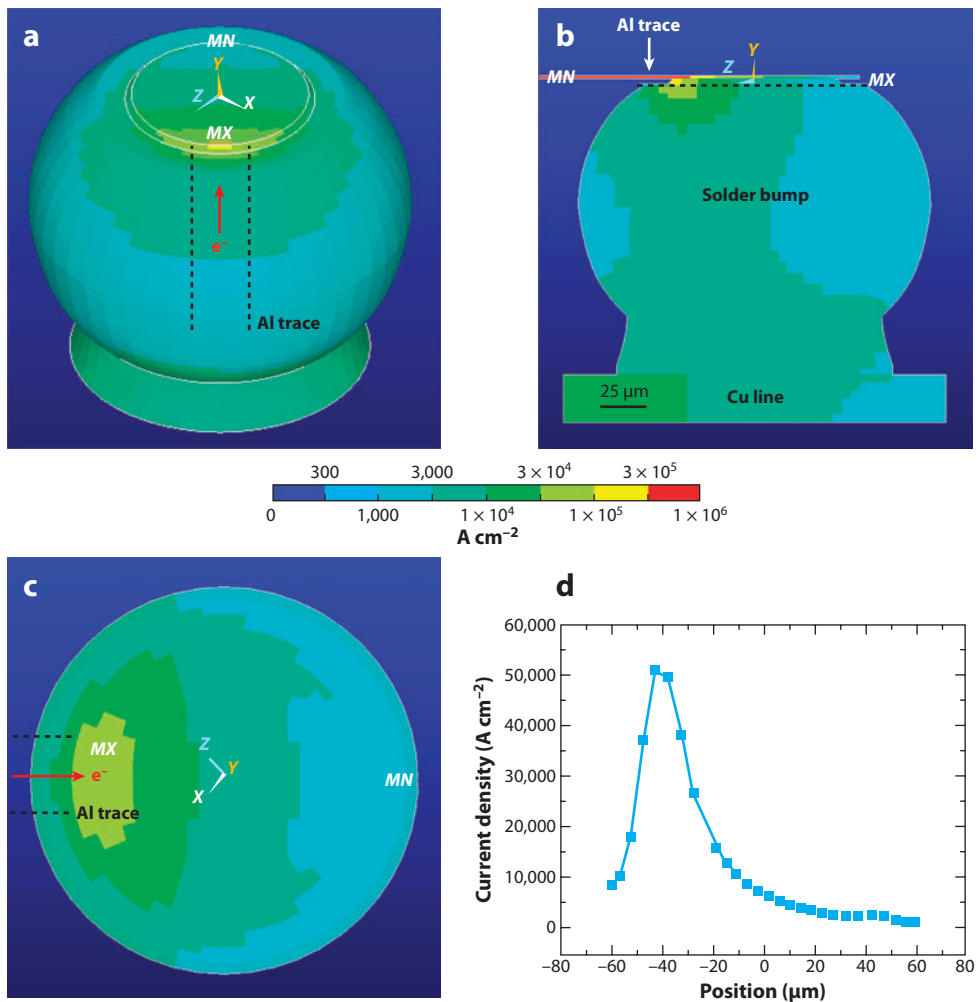 a
MN
Y
Z
X
MX
e⁻
Al trace
b
Al trace
Y
MN
Z
MX
Solder bump
25 µm
Cu line
300 3,000 3 × 10⁴ 3 × 10⁵
0 1,000 1 × 10⁴ 1 × 10⁵ 1 × 10⁶
A cm⁻²
c
MX
Z
Y
e⁻
MN
X
Al trace
d
60,000
50,000
40,000
30,000
20,000
10,000
0
Current density (A cm⁻²)
−80 −60 −40 −20 0 20 40 60 80
Position (µm)